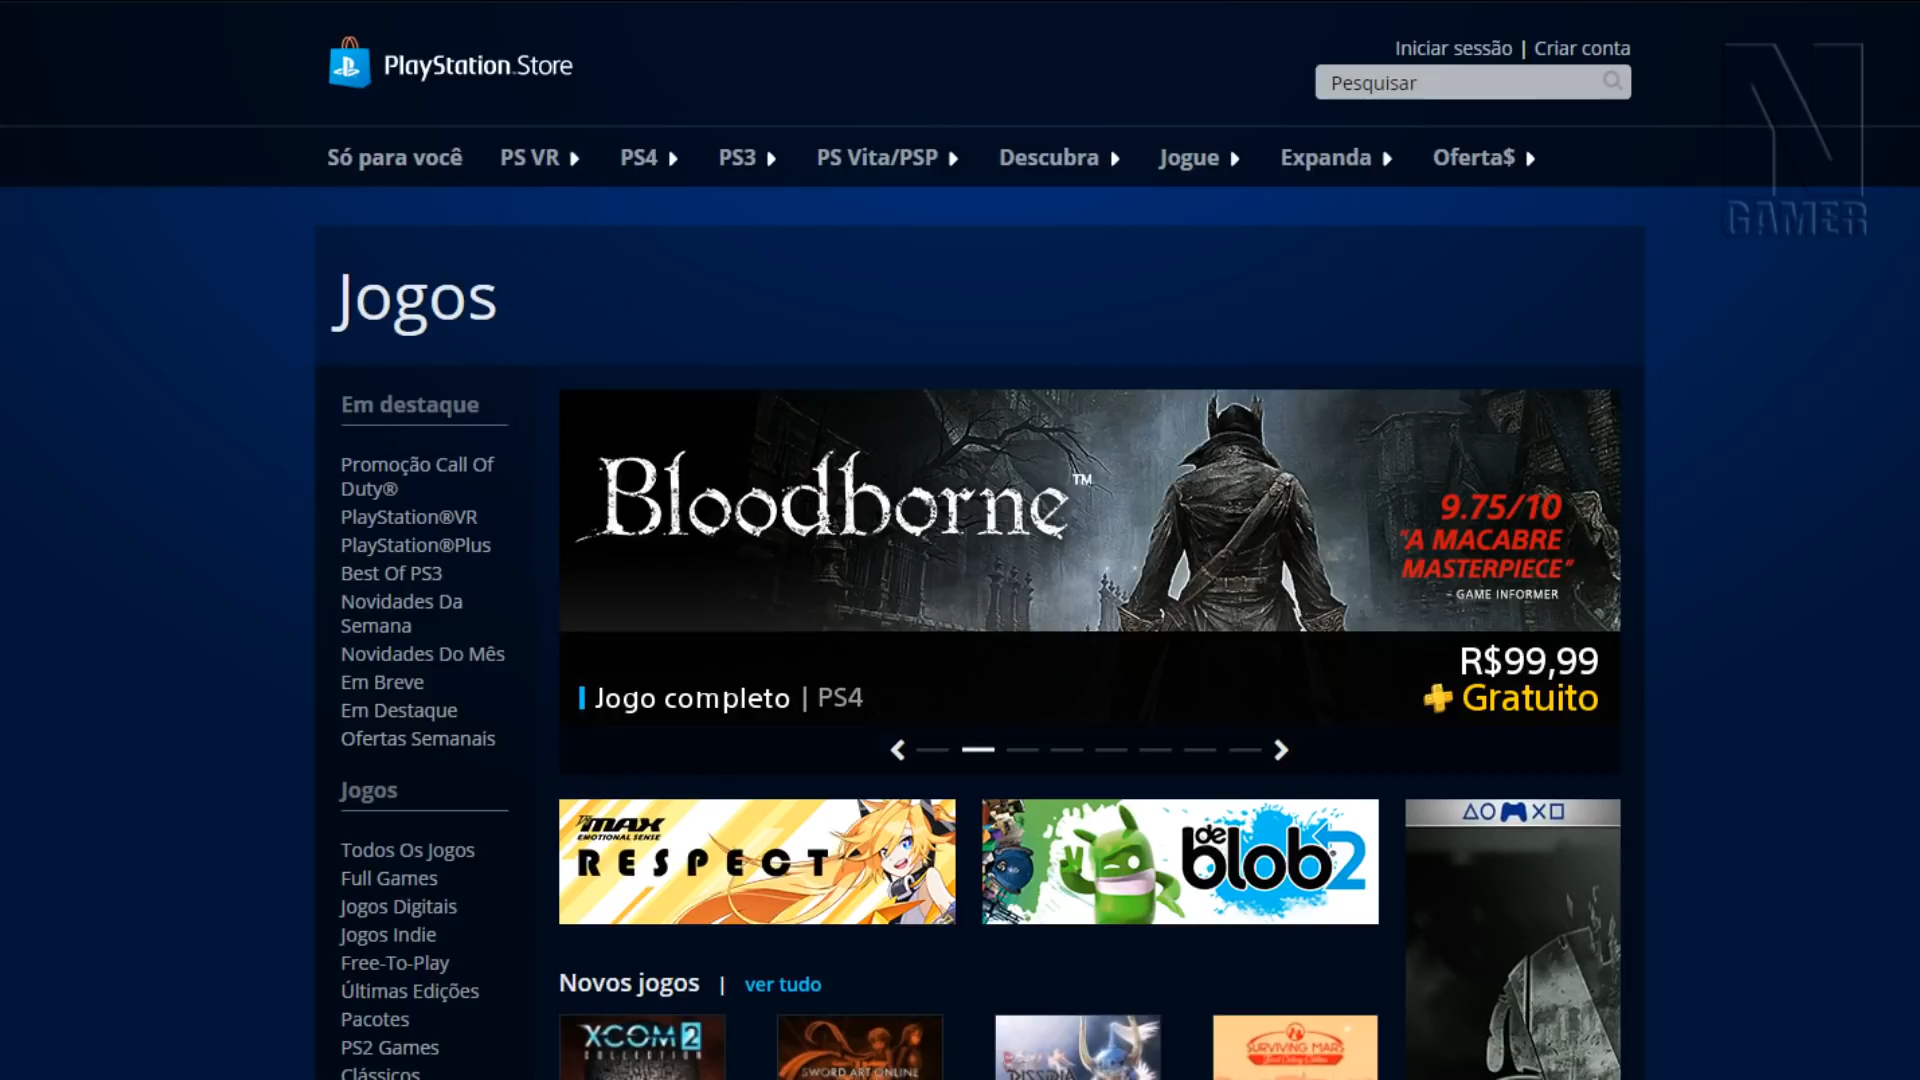 PlayStation.Store
Iniciar sessão | Criar conta
Pesquisar
N
GAMER
Só para você PS VR PS4 PS3 PS Vita/PSP Descubra Jogue Expanda Oferta$
Jogos
Em destaque
Promoção Call Of
Duty®
PlayStation®VR
PlayStation®Plus
Best Of PS3
Novidades Da
Semana
Novidades Do Mês
Em Breve
Em Destaque
Ofertas Semanais
Jogos
Todos Os Jogos
Full Games
Jogos Digitais
Jogos Indie
Free-To-Play
Últimas Edições
Pacotes
PS2 Games
Clássicos
Bloodborne™
9.75/10
"A MACABRE
MASTERPIECE"
- GAME INFORMER
R$99,99
Gratuito
Jogo completo | PS4
DJMAX
EMOTIONAL SENSE
RESPECT
de
blob 2
Novos jogos | ver tudo
XCOM 2
COLLECTION
SWORD ART ONLINE
DISSIDIA
SURVIVING MARS